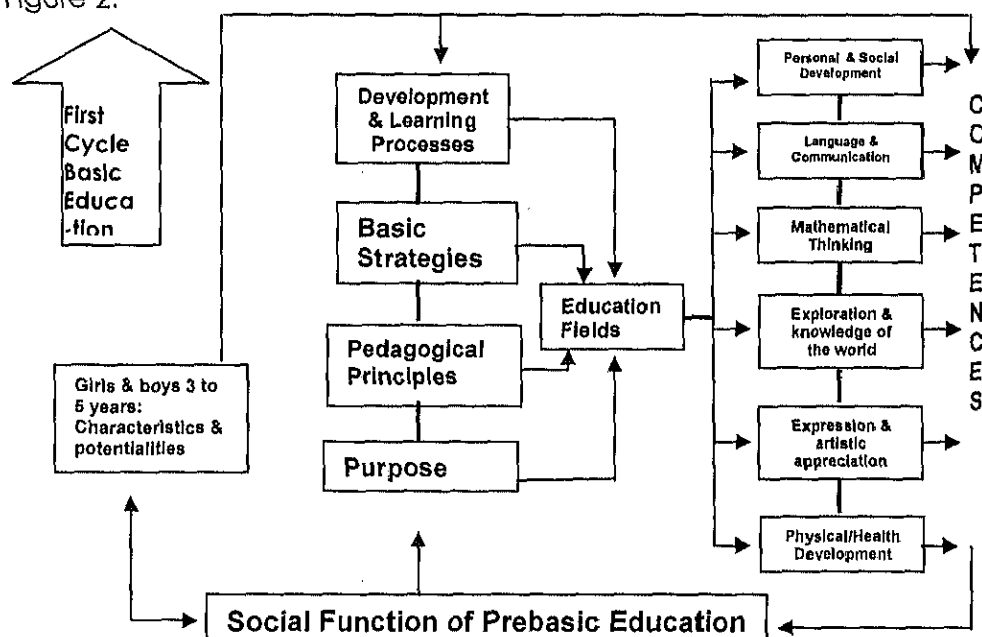 Figure 2.
First
Cycle
Basic
Educa
-tion
Development
& Learning
Processes
Basic
Strategies
Pedagogical
Principles
Purpose
Girls & boys 3 to
5 years:
Characteristics &
potentialities
Education
Fields
Personal & Social
Development
Language &
Communication
Mathematical
Thinking
Exploration &
knowledge of
the world
Expression &
artistic
appreciation
Physical/Health
Development
C
O
M
P
E
T
E
N
C
E
S
Social Function of Prebasic Education